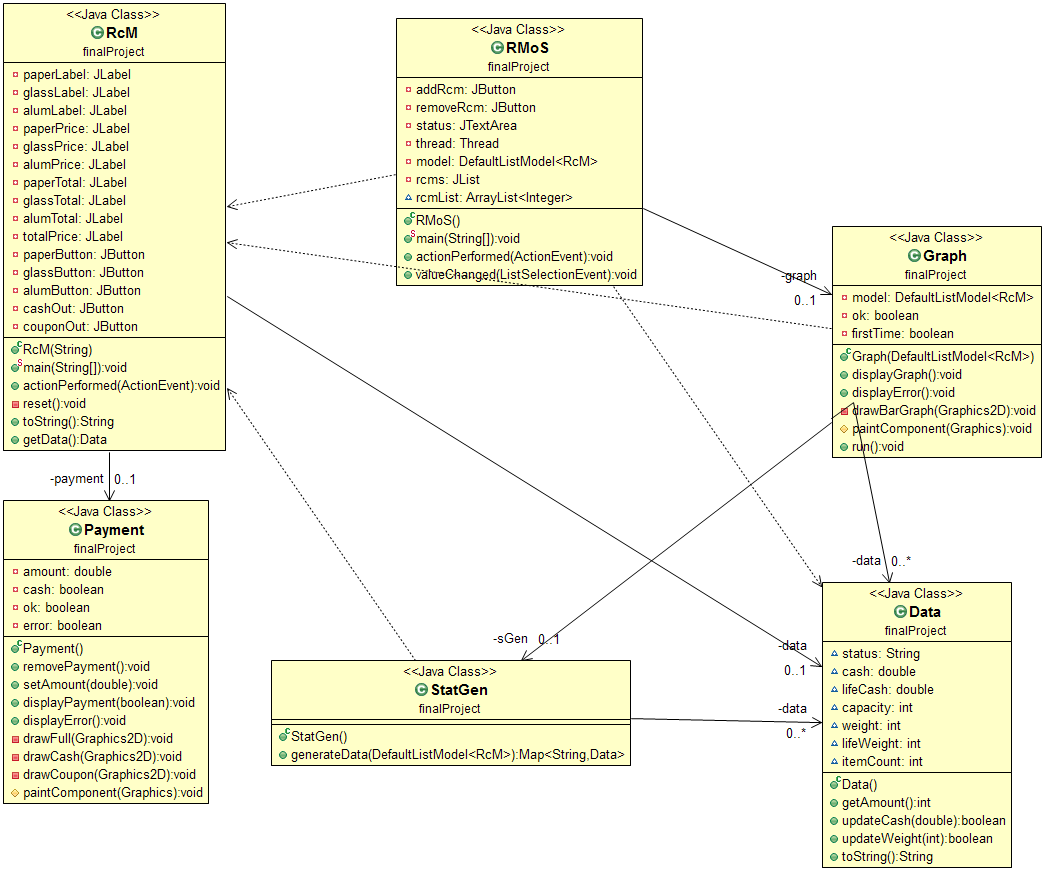 <<Java Class>>
RcM
finalProject
paperLabel: JLabel
glassLabel: JLabel
alumLabel: JLabel
paperPrice: JLabel
glassPrice: JLabel
alumPrice: JLabel
paperTotal: JLabel
glassTotal: JLabel
alumTotal: JLabel
totalPrice: JLabel
paperButton: JButton
glassButton: JButton
alumButton: JButton
cashOut: JButton
couponOut: JButton
RcM(String)
main(String[]):void
actionPerformed(ActionEvent):void
reset():void
toString():String
getData():Data
<<Java Class>>
RMoS
finalProject
addRcm: JButton
removeRcm: JButton
status: JTextArea
thread: Thread
model: DefaultListModel<RcM>
rcms: JList
rcmList: ArrayList<Integer>
RMoS()
main(String[]):void
actionPerformed(ActionEvent):void
valueChanged(ListSelectionEvent):void
-graph
0..1
<<Java Class>>
Graph
finalProject
model: DefaultListModel<RcM>
ok: boolean
firstTime: boolean
Graph(DefaultListModel<RcM>)
displayGraph():void
displayError():void
drawBarGraph(Graphics2D):void
paintComponent(Graphics):void
run():void
-payment 0..1
<<Java Class>>
Payment
finalProject
amount: double
cash: boolean
ok: boolean
error: boolean
Payment()
removePayment():void
setAmount(double):void
displayPayment(boolean):void
displayError():void
drawFull(Graphics2D):void
drawCash(Graphics2D):void
drawCoupon(Graphics2D):void
paintComponent(Graphics):void
-sGen 0..1
<<Java Class>>
StatGen
finalProject
StatGen()
generateData(DefaultListModel<RcM>):Map<String,Data>
-data 0..*
-data
0..1
-data
0..*
<<Java Class>>
Data
finalProject
status: String
cash: double
lifeCash: double
capacity: int
weight: int
lifeWeight: int
itemCount: int
Data()
getAmount():int
updateCash(double):boolean
updateWeight(int):boolean
toString():String